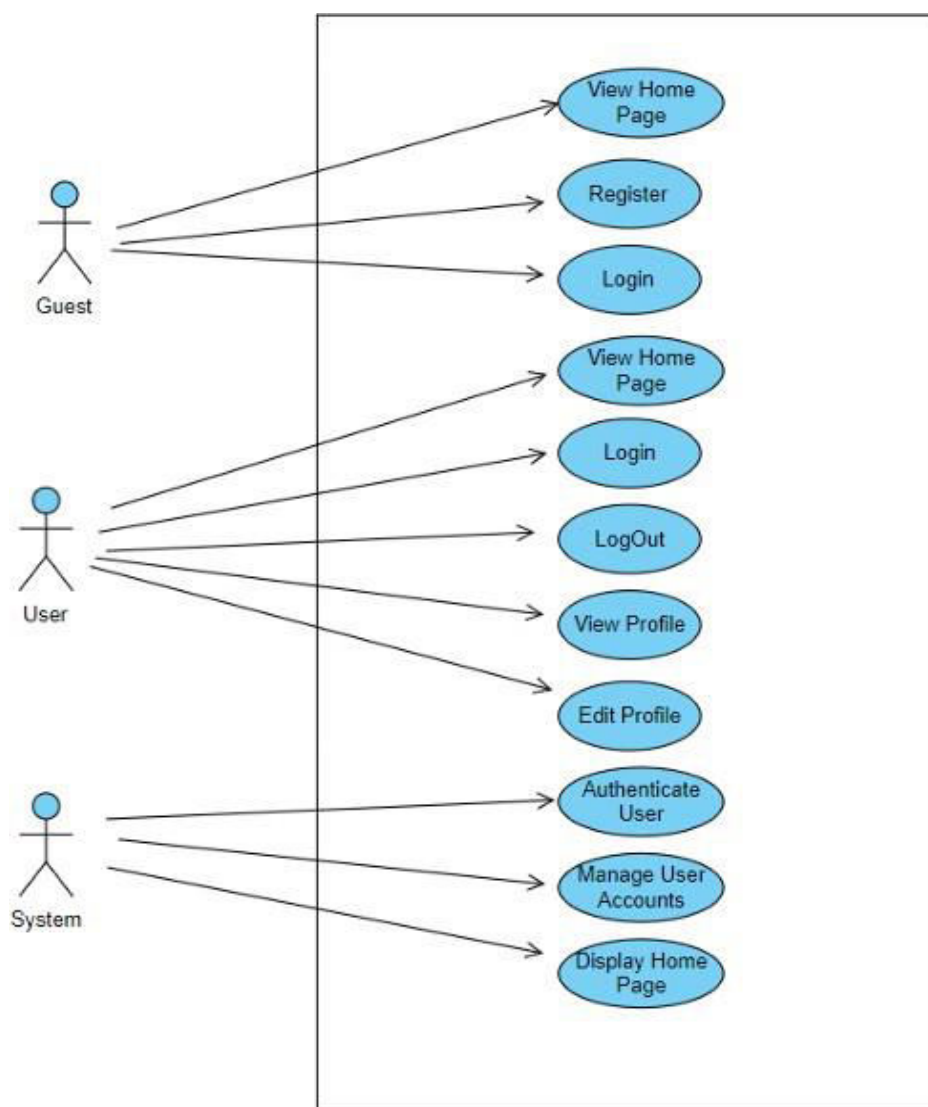 View Home
Page
Register
Login
Guest
View Home
Page
Login
LogOut
View Profile
User
Edit Profile
Authenticate
User
Manage User
Accounts
System
Display Home
Page